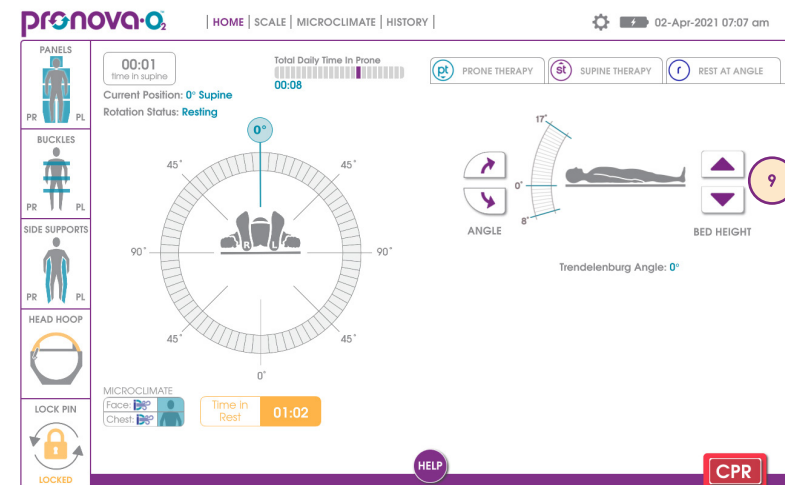 pronova·O2
HOME | SCALE | MICROCLIMATE | HISTORY |
02-Apr-2021 07:07 am
PANELS
PR PL
BUCKLES
PR PL
SIDE SUPPORTS
PR PL
HEAD HOOP
LOCK PIN
LOCKED
00:01
time in supine
Current Position: 0° Supine
Rotation Status: Resting
Total Daily Time In Prone
00:08
0°
45°
45°
R L
90°
90°
45°
45°
0°
MICROCLIMATE
Face:
Chest:
Time in
Rest
01:02
pt PRONE THERAPY
st SUPINE THERAPY
r REST AT ANGLE
17°
0°
8°
ANGLE
BED HEIGHT
9
Trendelenburg Angle: 0°
HELP
CPR